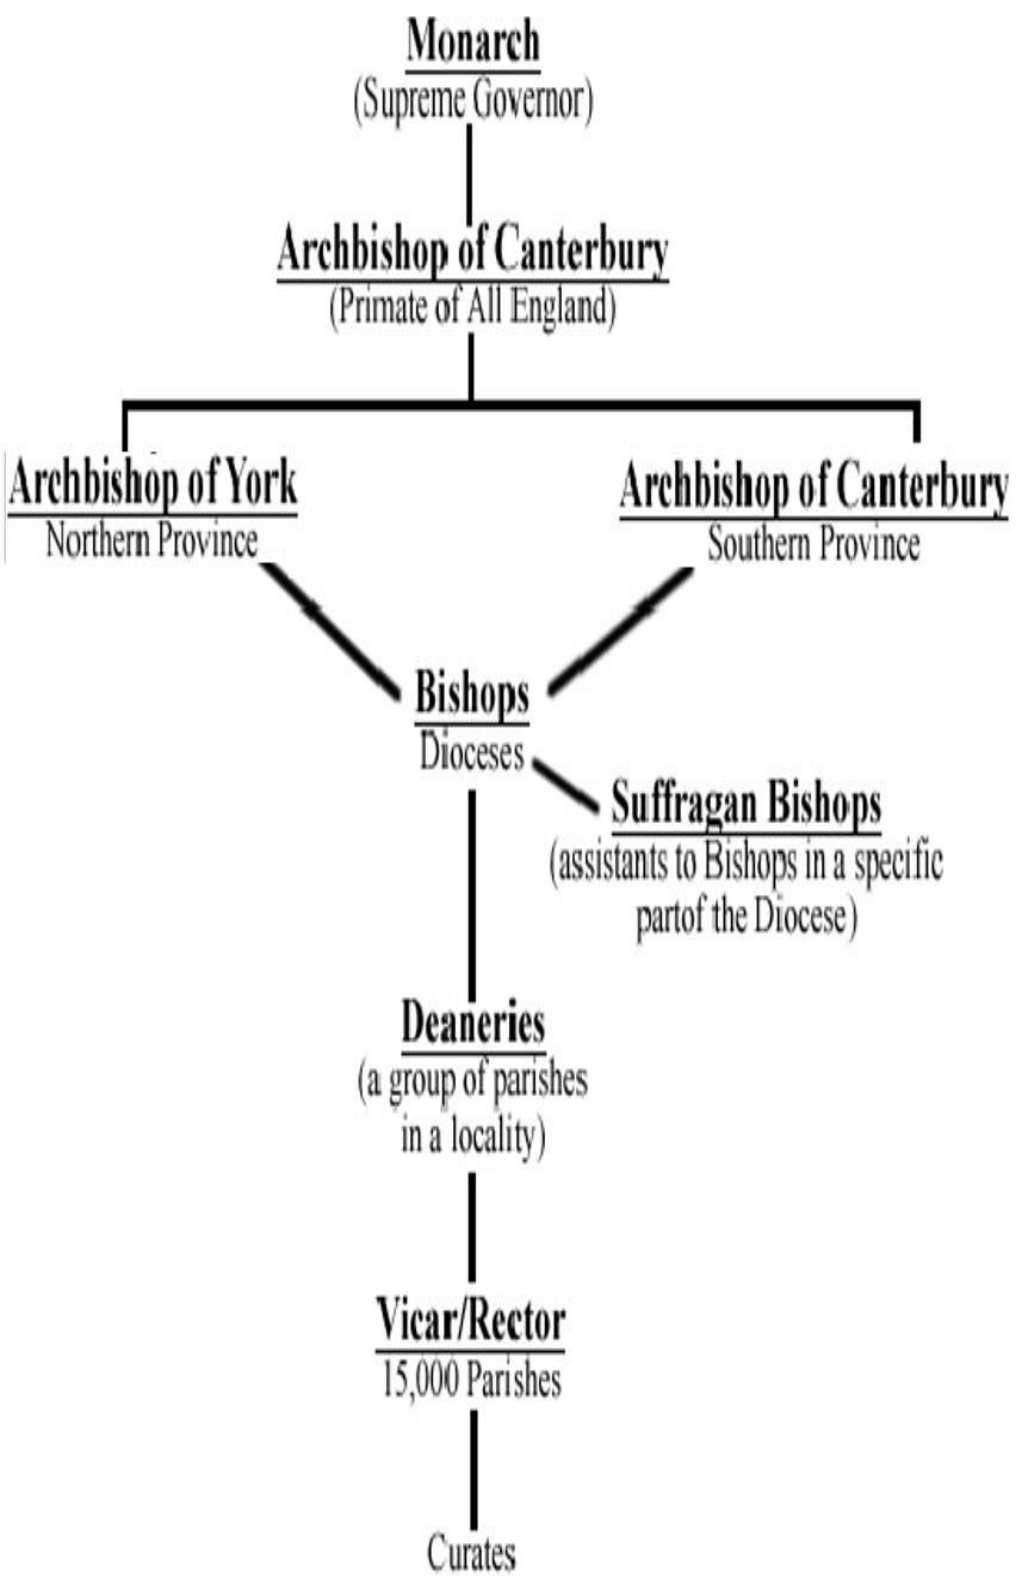 Monarch
(Supreme Governor)
Archbishop of Canterbury
(Primate of All England)
Archbishop of York
Northern Province
Archbishop of Canterbury
Southern Province
Bishops
Dioceses
Suffragan Bishops
(assistants to Bishops in a specific
partof the Diocese)
Deaneries
(a group of parishes
in a locality)
Vicar/Rector
15,000 Parishes
Curates